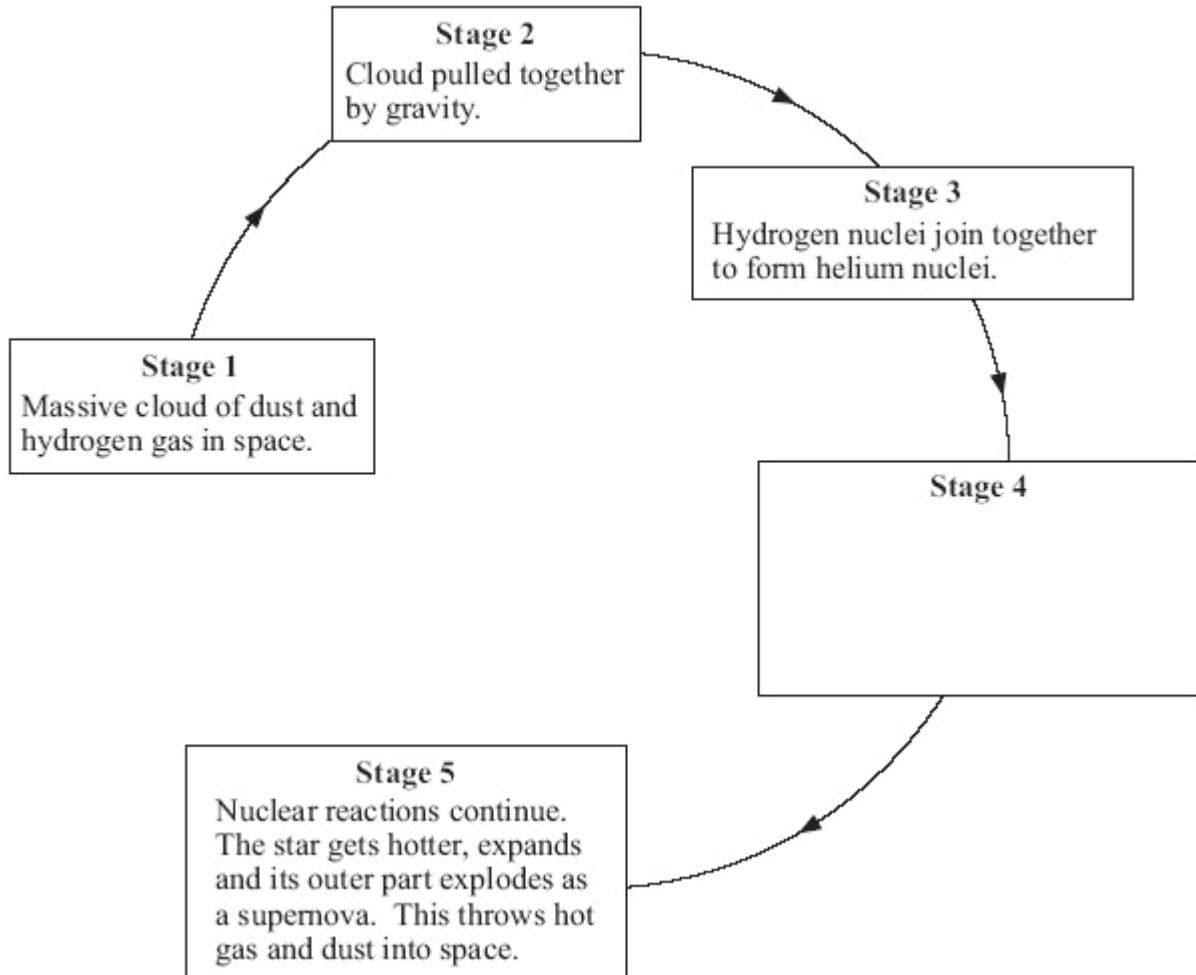 Stage 1
Massive cloud of dust and
hydrogen gas in space.
Stage 2
Cloud pulled together
by gravity.
Stage 3
Hydrogen nuclei join together
to form helium nuclei.
Stage 4
Stage 5
Nuclear reactions continue.
The star gets hotter, expands
and its outer part explodes as
a supernova. This throws hot
gas and dust into space.